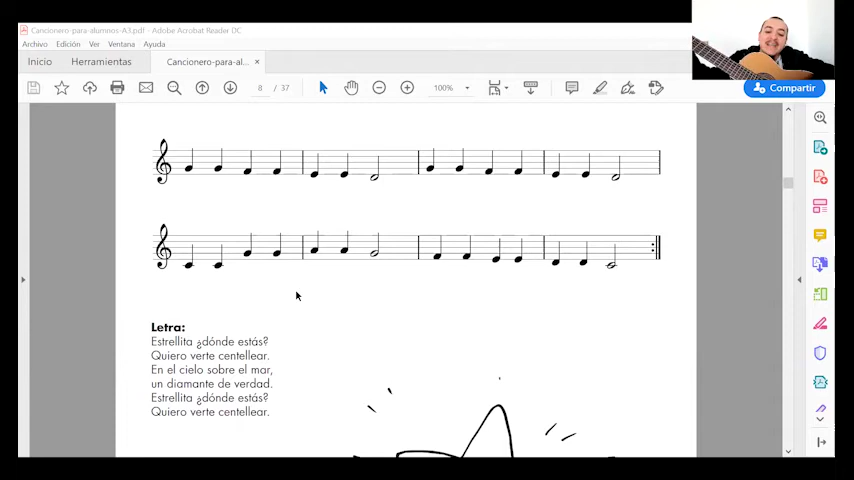 Cancionero-para-alumnos-A3.pdf - Adobe Acrobat Reader DC
Archivo Edición Ver Ventana Ayuda
Inicio Herramientas Cancionero-para-al... ×
8 / 37 100% Compartir
Letra:
Estrellita ¿dónde estás?
Quiero verte centellear.
En el cielo sobre el mar,
un diamante de verdad.
Estrellita ¿dónde estás?
Quiero verte centellear.